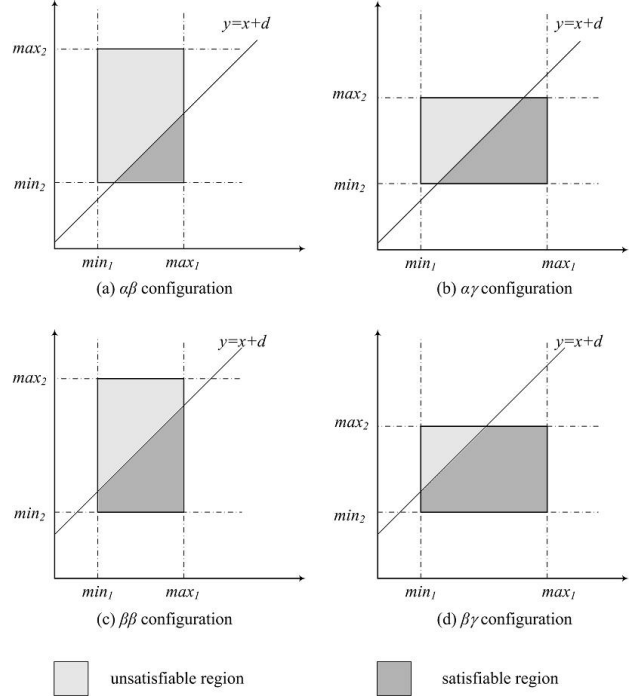 y=x+d
max₂
min₂
min₁ max₁
(a) αβ configuration
y=x+d
max₂
min₂
min₁ max₁
(b) αγ configuration
y=x+d
max₂
min₂
min₁ max₁
(c) ββ configuration
y=x+d
max₂
min₂
min₁ max₁
(d) βγ configuration
unsatisfiable region
satisfiable region